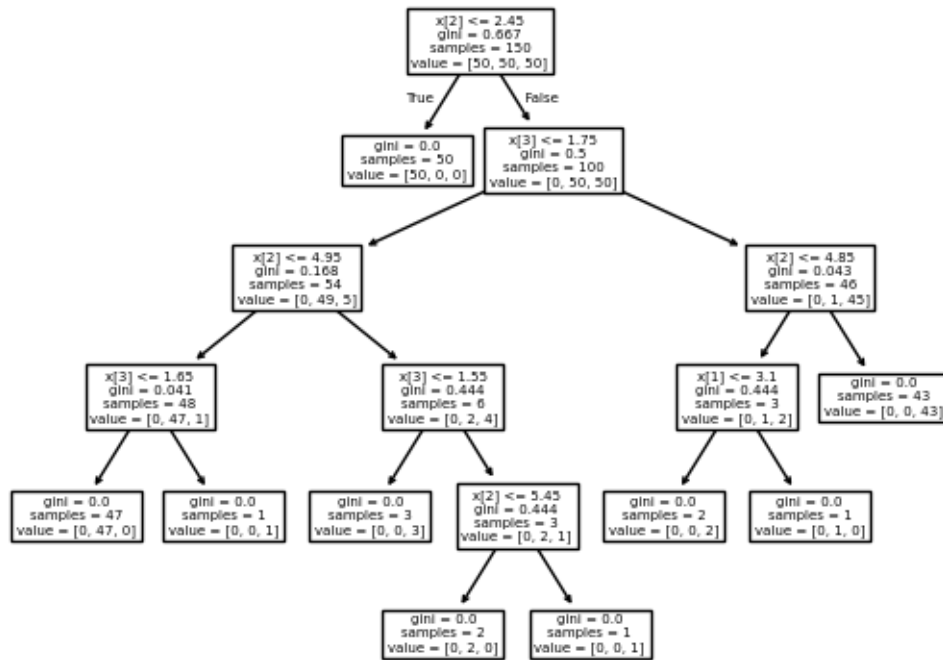 x[2] <= 2.45
gini = 0.667
samples = 150
value = [50, 50, 50]
True
False
gini = 0.0
samples = 50
value = [50, 0, 0]
x[3] <= 1.75
gini = 0.5
samples = 100
value = [0, 50, 50]
x[2] <= 4.95
gini = 0.168
samples = 54
value = [0, 49, 5]
x[2] <= 4.85
gini = 0.043
samples = 46
value = [0, 1, 45]
x[3] <= 1.65
gini = 0.041
samples = 48
value = [0, 47, 1]
x[3] <= 1.55
gini = 0.444
samples = 6
value = [0, 2, 4]
x[1] <= 3.1
gini = 0.444
samples = 3
value = [0, 1, 2]
gini = 0.0
samples = 43
value = [0, 0, 43]
gini = 0.0
samples = 47
value = [0, 47, 0]
gini = 0.0
samples = 1
value = [0, 0, 1]
gini = 0.0
samples = 3
value = [0, 0, 3]
x[2] <= 5.45
gini = 0.444
samples = 3
value = [0, 2, 1]
gini = 0.0
samples = 2
value = [0, 0, 2]
gini = 0.0
samples = 1
value = [0, 1, 0]
gini = 0.0
samples = 2
value = [0, 2, 0]
gini = 0.0
samples = 1
value = [0, 0, 1]